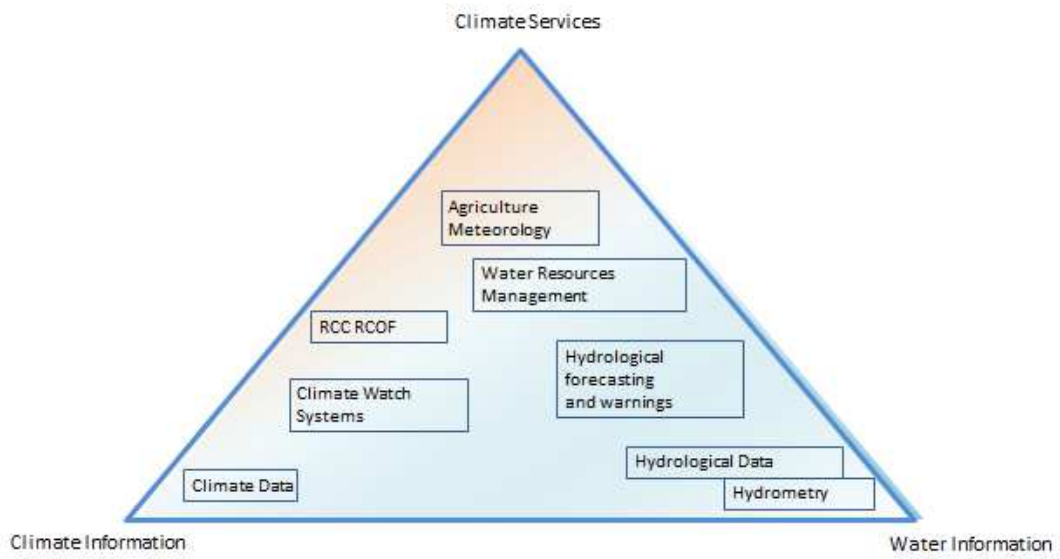 Climate Services
Agriculture
Meteorology
Water Resources
Management
RCC RCOF
Hydrological
forecasting
and warnings
Climate Watch
Systems
Hydrological Data
Climate Data
Hydrometry
Climate Information
Water Information